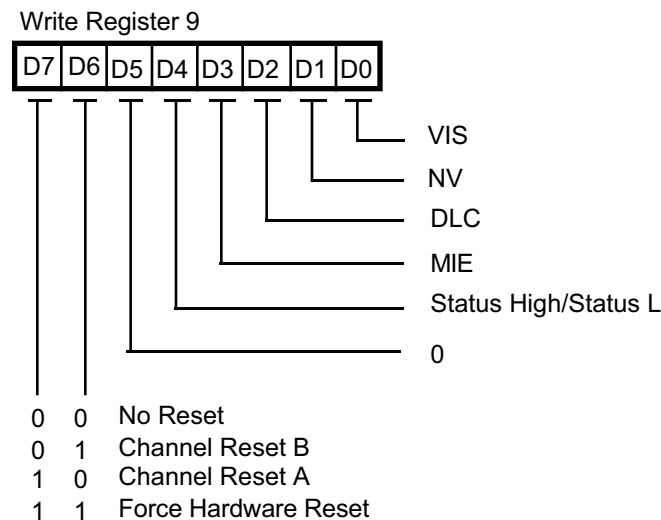 Write Register 9
D7 D6 D5 D4 D3 D2 D1 D0
VIS
NV
DLC
MIE
Status High/Status L
0
0 0 No Reset
0 1 Channel Reset B
1 0 Channel Reset A
1 1 Force Hardware Reset